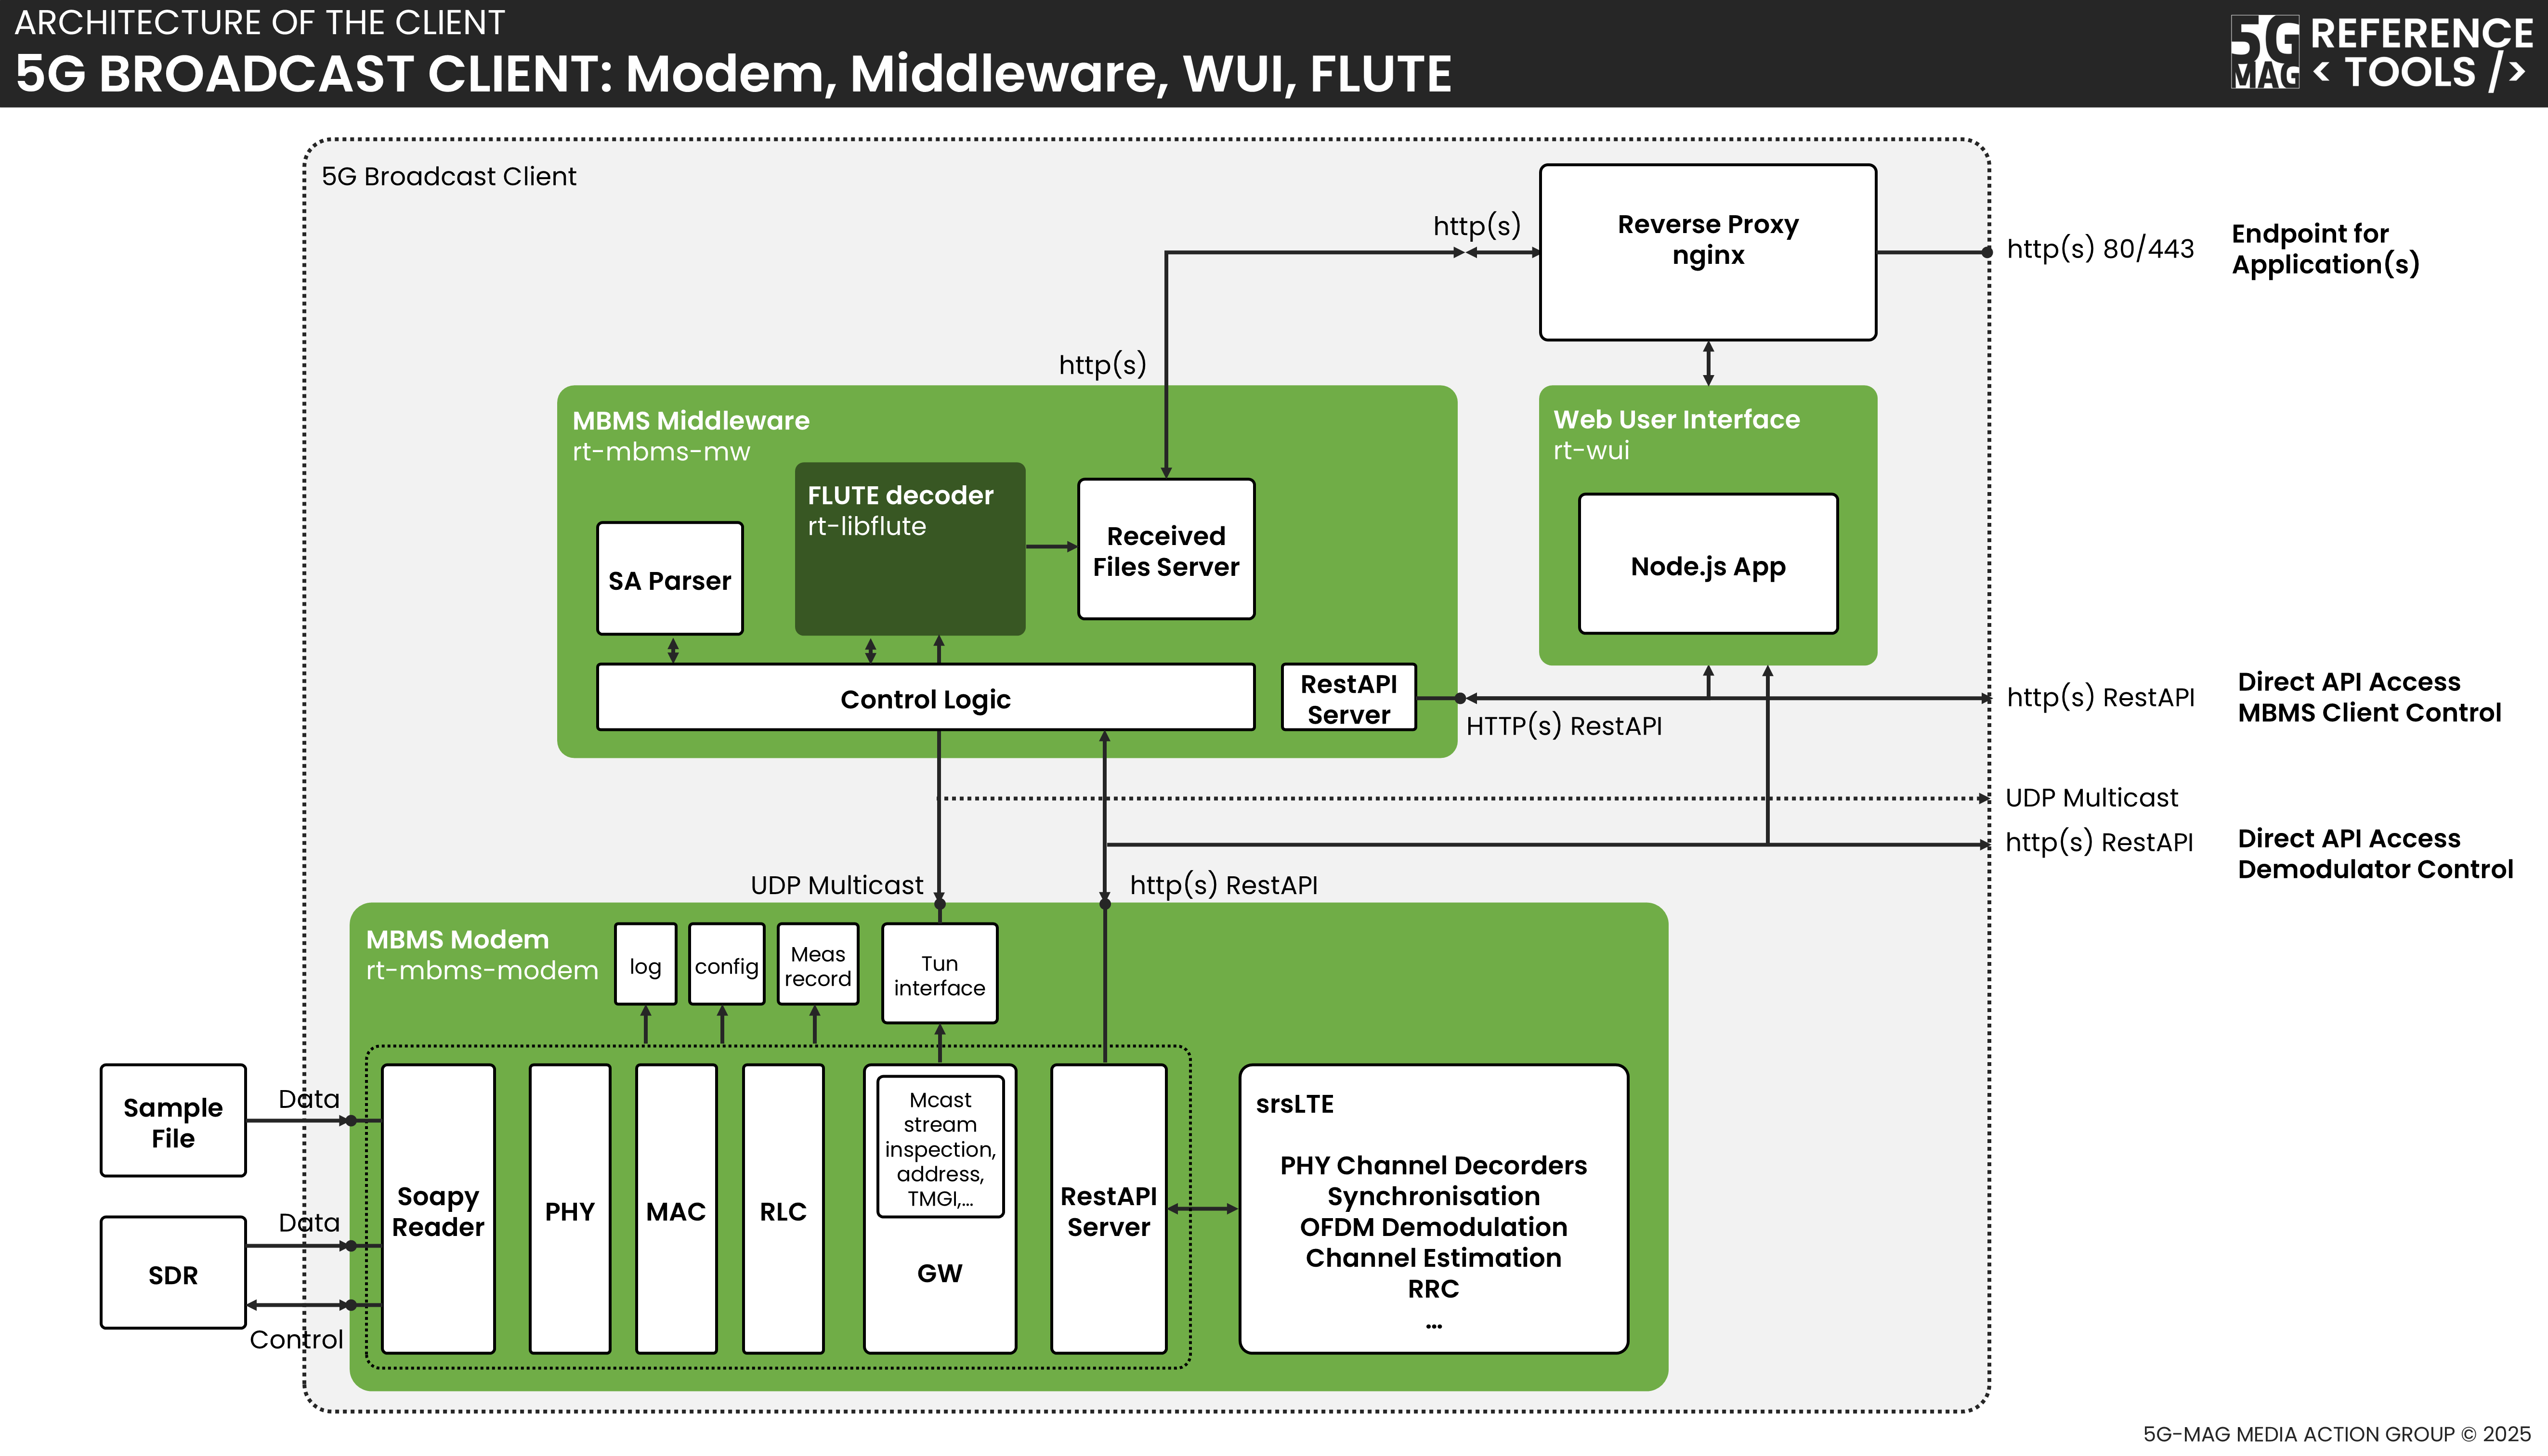 ARCHITECTURE OF THE CLIENT
5G BROADCAST CLIENT: Modem, Middleware, WUI, FLUTE
5G
MAG
REFERENCE
< TOOLS />
5G Broadcast Client
http(s)
Reverse Proxy
nginx
http(s) 80/443
Endpoint for
Application(s)
http(s)
MBMS Middleware
rt-mbms-mw
FLUTE decoder
rt-libflute
SA Parser
Received
Files Server
Control Logic
RestAPI
Server
Web User Interface
rt-wui
Node.js App
HTTP(s) RestAPI
http(s) RestAPI
Direct API Access
MBMS Client Control
UDP Multicast
http(s) RestAPI
Direct API Access
Demodulator Control
UDP Multicast
http(s) RestAPI
MBMS Modem
rt-mbms-modem
log
config
Meas
record
Tun
interface
Sample
File
Data
SDR
Data
Control
Soapy
Reader
PHY
MAC
RLC
Mcast
stream
inspection,
address,
TMGI,...
GW
RestAPI
Server
srsLTE
PHY Channel Decorders
Synchronisation
OFDM Demodulation
Channel Estimation
RRC
...
5G-MAG MEDIA ACTION GROUP © 2025